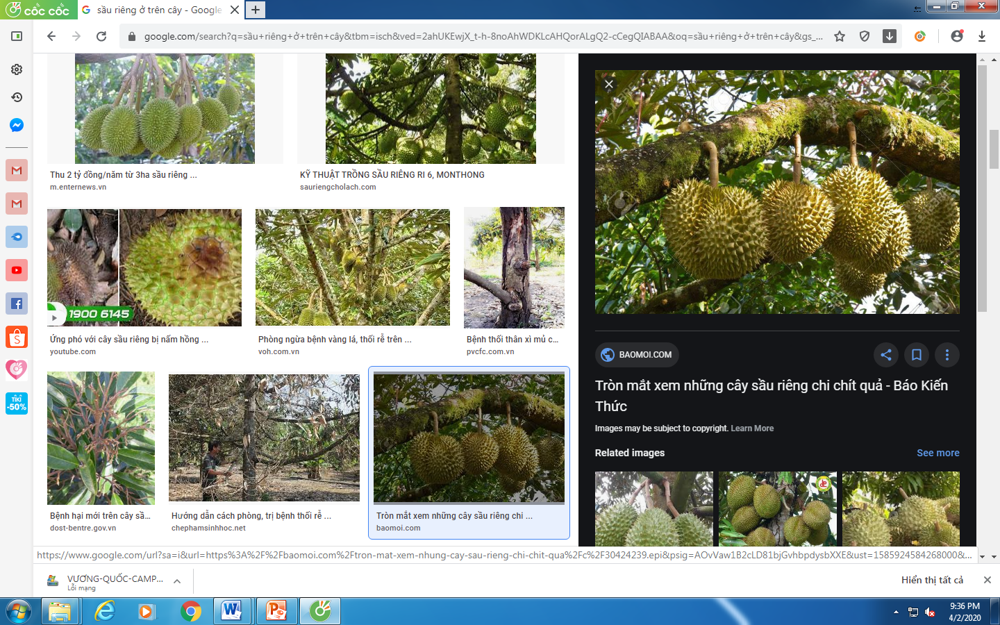 cốc cốc
sầu riêng ở trên cây - Google
google.com/search?q=sầu+riêng+ở+trên+cây&tbm=isch&ved=2ahUKEwjX_t-h-8noAhWDKLcAHQorALgQ2-cCegQIABAA&oq=sầu+riêng+ở+trên+cây&gs_...
Thu 2 tỷ đồng/năm từ 3ha sầu riêng ...
m.enternews.vn
KỸ THUẬT TRỒNG SẦU RIÊNG RI 6, MONTHONG
sauriengcholach.com
1900 6145
Ứng phó với cây sầu riêng bị nấm hồng ...
youtube.com
Phòng ngừa bệnh vàng lá, thối rễ trên ...
voh.com.vn
Bệnh thối thân xì mủ c...
pvcfc.com.vn
Bệnh hại mới trên cây sầ...
dost-bentre.gov.vn
Hướng dẫn cách phòng, trị bệnh thối rễ ...
chephamsinhhoc.net
Tròn mắt xem những cây sầu riêng chi ...
baomoi.com
BAOMOI.COM
Tròn mắt xem những cây sầu riêng chi chít quả - Báo Kiến
Thức
Images may be subject to copyright. Learn More
Related images
See more
TIKI
-50%
https://www.google.com/url?sa=i&url=https%3A%2F%2Fbaomoi.com%2Ftron-mat-xem-nhung-cay-sau-rieng-chi-chit-qua%2Fc%2F30424239.epi&psig=AOvVaw1B2cLD81bjGvhbpdysbXXE&ust=1585924584268000&...
VƯƠNG-QUỐC-CAMP...
Lỗi mạng
Hiển thị tất cả
9:36 PM
4/2/2020